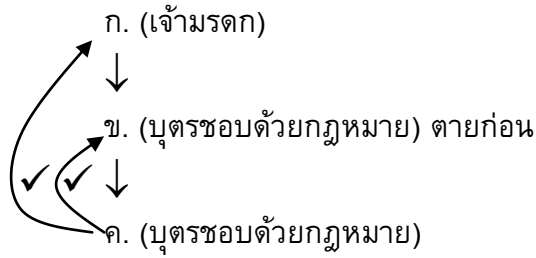 ก. (เจ้ามรดก)
ข. (บุตรชอบด้วยกฎหมาย) ตายก่อน
ค. (บุตรชอบด้วยกฎหมาย)